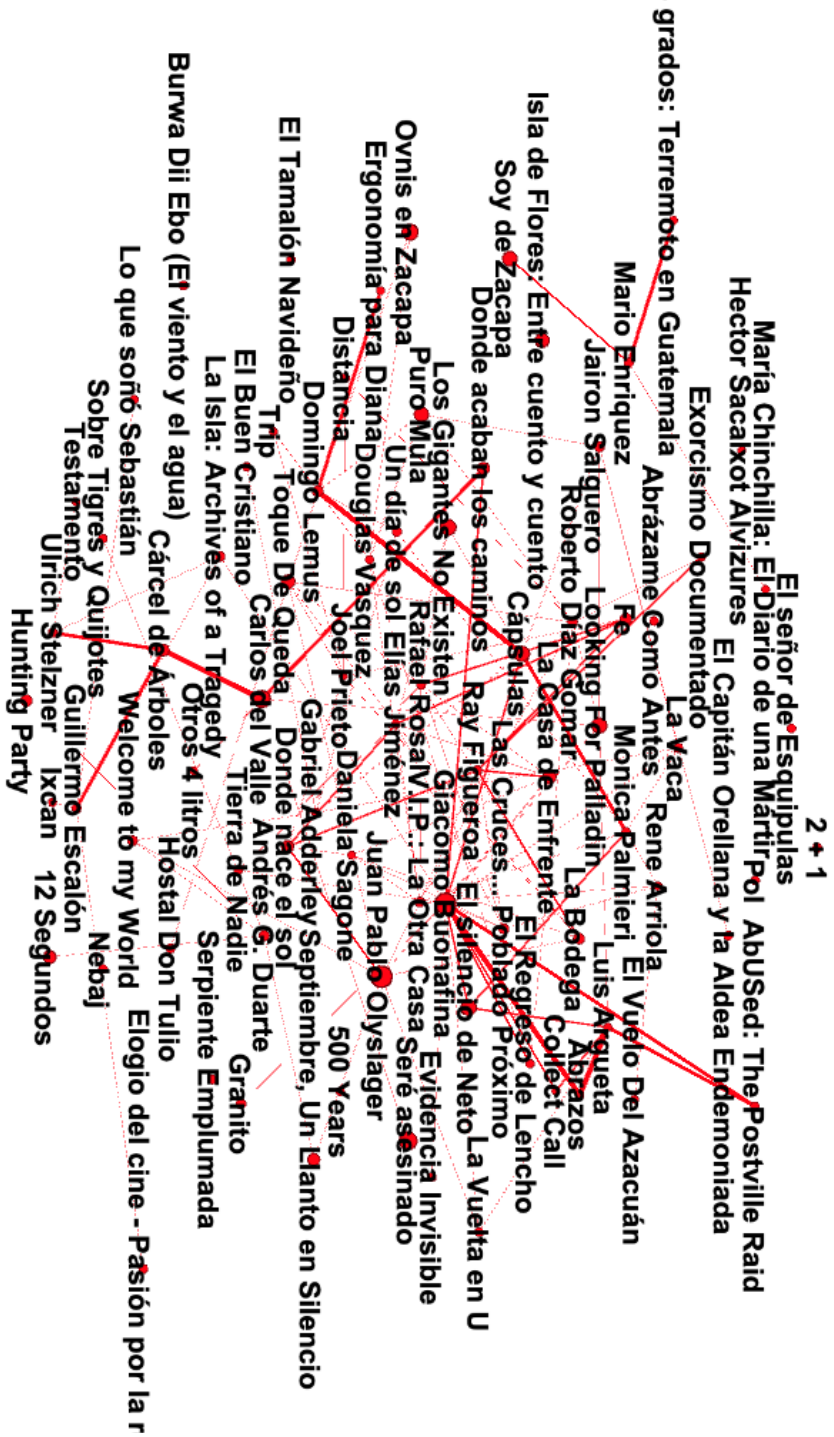 2 + 1
El señor de Esquipulas
María Chinchilla: El Diario de una Mártir
Pol
AbUSed: The Postville Raid
Hector Sacalxot Alvizures
El Capitán Orellana y la Aldea Endemoniada
Exorcismo Documentado
La Vaca
grados: Terremoto en Guatemala
Abrázame Como Antes
Rene Arriola
El Vuelo Del Azacuán
Mario Enriquez
Fe
Monica Palmieri
Luis Argueta
Jairon Salguero
Looking For Palladin
La Bodega
Abrazos
Roberto Díaz Gomar
La Casa de Enfrente
Collect Call
Isla de Flores: Entre cuento y cuento
Cápsulas
Las Cruces...
Poblado Próximo
El Regreso de Lencho
Soy de Zacapa
Donde acaban los caminos
Ray Figueroa
El silencio de Neto
La Vuelta en U
Los Gigantes No Existen
Giacomo Buonafina
Puro Mula
Rafael Rosal
V.I.P.: La Otra Casa
Evidencia Invisible
Ovnis en Zacapa
Un día de sol
Elías Jiménez
Seré asesinado
Ergonomía para Diana
Douglas Vasquez
Juan Pablo Olyslager
Distancia
Joel Prieto
Daniela Sagone
500 Years
Domingo Lemus
Gabriel Adderley
Septiembre, Un Llanto en Silencio
El Tamalón Navideño
Toque De Queda
Donde nace el sol
Trip
Carlos del Valle
Andrés G. Duarte
El Buen Cristiano
Tierra de Nadie
Granito
La Isla: Archives of a Tragedy
Serpiente Emplumada
Burwa Dii Ebo (El viento y el agua)
Otros 4 litros
Hostal Don Tulio
Cárcel de Árboles
Lo que soñó Sebastián
Welcome to my World
Elogio del cine - Pasión por la
Sobre Tigres y Quijotes
Guillermo Escalón
Nebaj
Testamento
Ulrich Stelzner
Ixcan
12 Segundos
Hunting Party